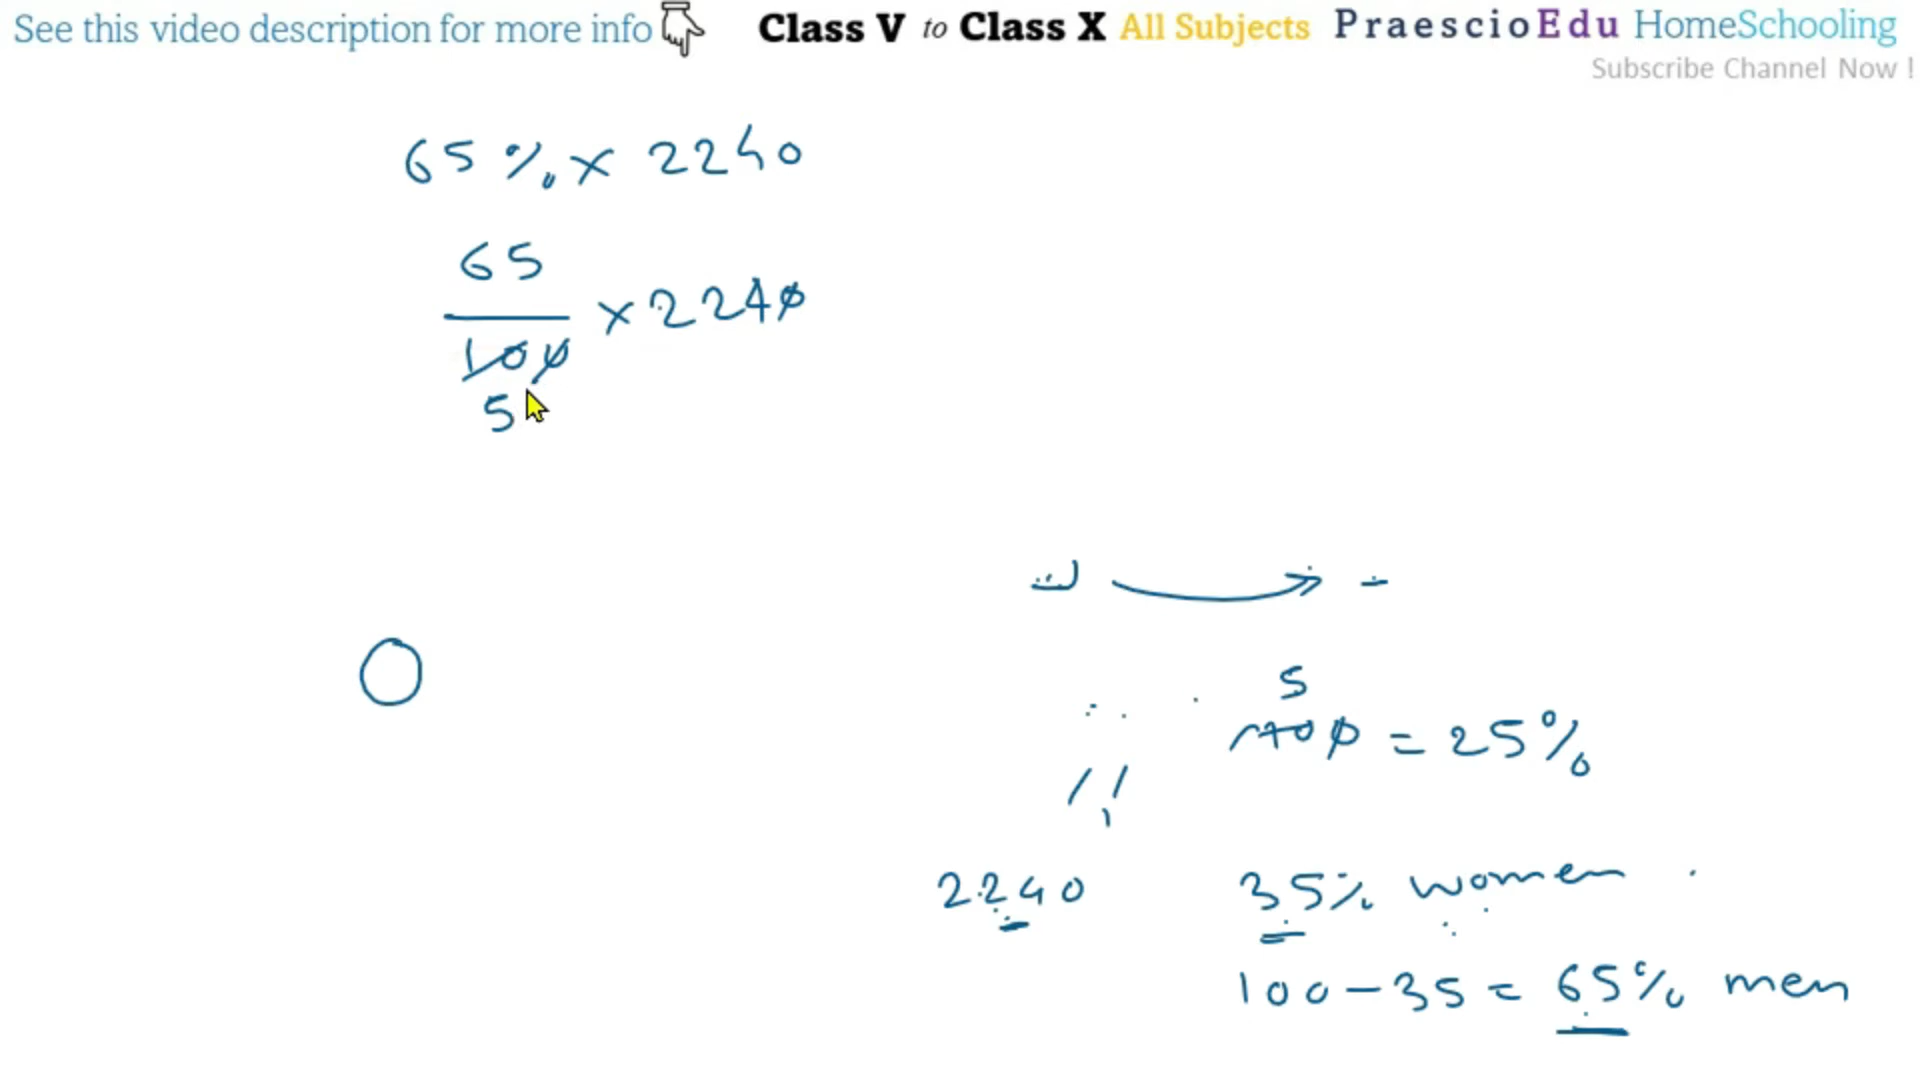 See this video description for more info Class V to Class X All Subjects PraescioEdu HomeSchooling
Subscribe Channel Now !
65 % × 2240
65
100 × 2240
5
5
100 = 25%
2240 35% women
100 - 35 = 65% men